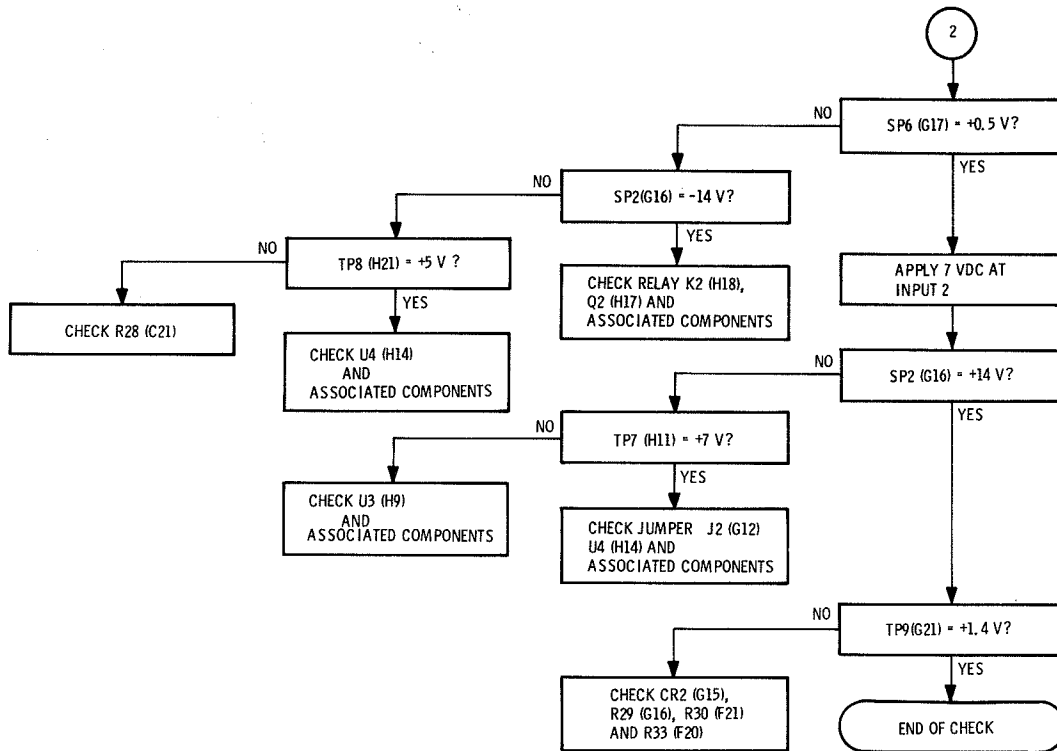 2
NO
SP6 (G17) = +0.5 V?
YES
NO
SP2(G16) = -14 V?
YES
NO
TP8 (H21) = +5 V ?
YES
CHECK R28 (C21)
CHECK RELAY K2 (H18),
Q2 (H17) AND
ASSOCIATED COMPONENTS
APPLY 7 VDC AT
INPUT 2
CHECK U4 (H14)
AND
ASSOCIATED COMPONENTS
NO
SP2 (G16) = +14 V?
YES
NO
TP7 (H11) = +7 V?
YES
CHECK U3 (H9)
AND
ASSOCIATED COMPONENTS
CHECK JUMPER J2 (G12)
U4 (H14) AND
ASSOCIATED COMPONENTS
NO
TP9(G21) = +1.4 V?
YES
CHECK CR2 (G15),
R29 (G16), R30 (F21)
AND R33 (F20)
END OF CHECK